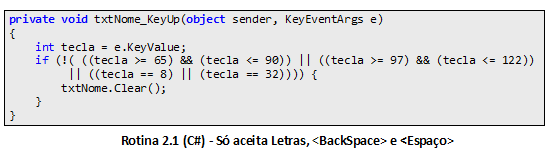 private void txtNome_KeyUp(object sender, KeyEventArgs e)
{
    int tecla = e.KeyValue;
    if (!( ((tecla >= 65) && (tecla <= 90)) || ((tecla >= 97) && (tecla <= 122))
        || ((tecla == 8) || (tecla == 32)))) {
        txtNome.Clear();
    }
}
Rotina 2.1 (C#) - Só aceita Letras, <BackSpace> e <Espaço>